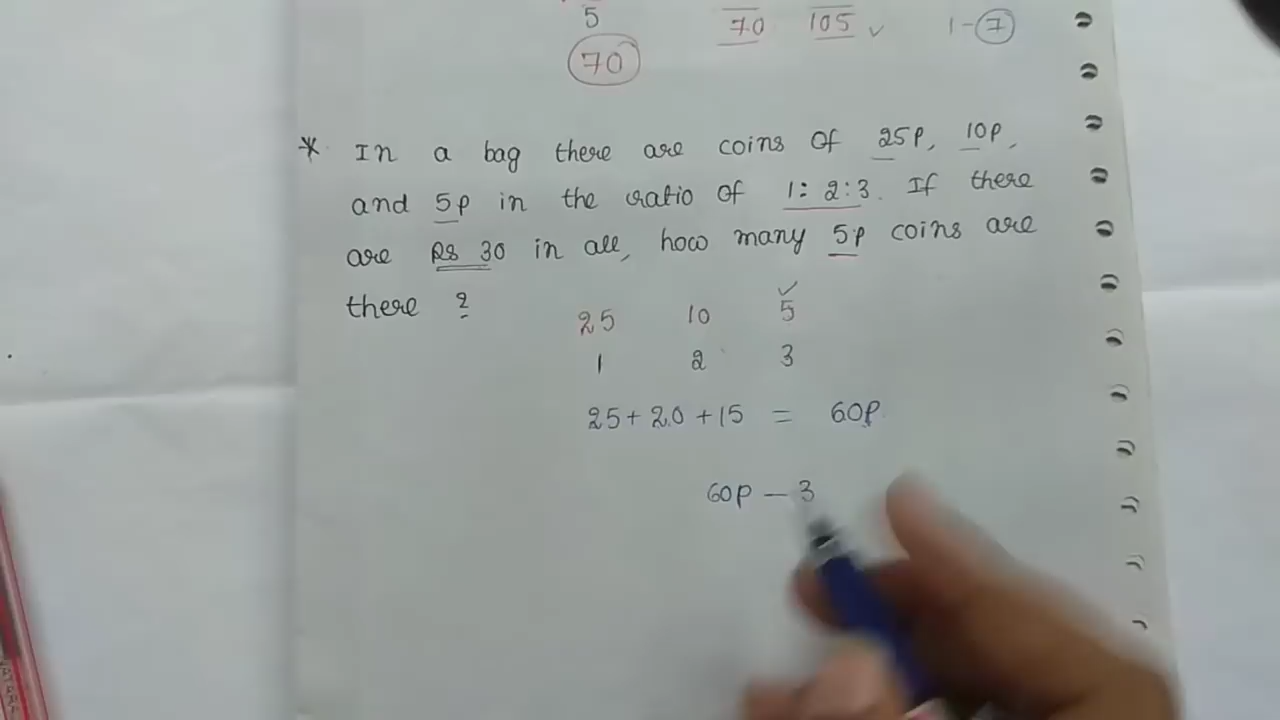 5
70 105 ✓ 1-7
70
* In a bag there are coins of 25p, 10p,
and 5p in the ratio of 1:2:3. If there
are Rs 30 in all, how many 5p coins are
there ?
✓
25 10 5
1 2 3
25+20+15 = 60p
60p - 3